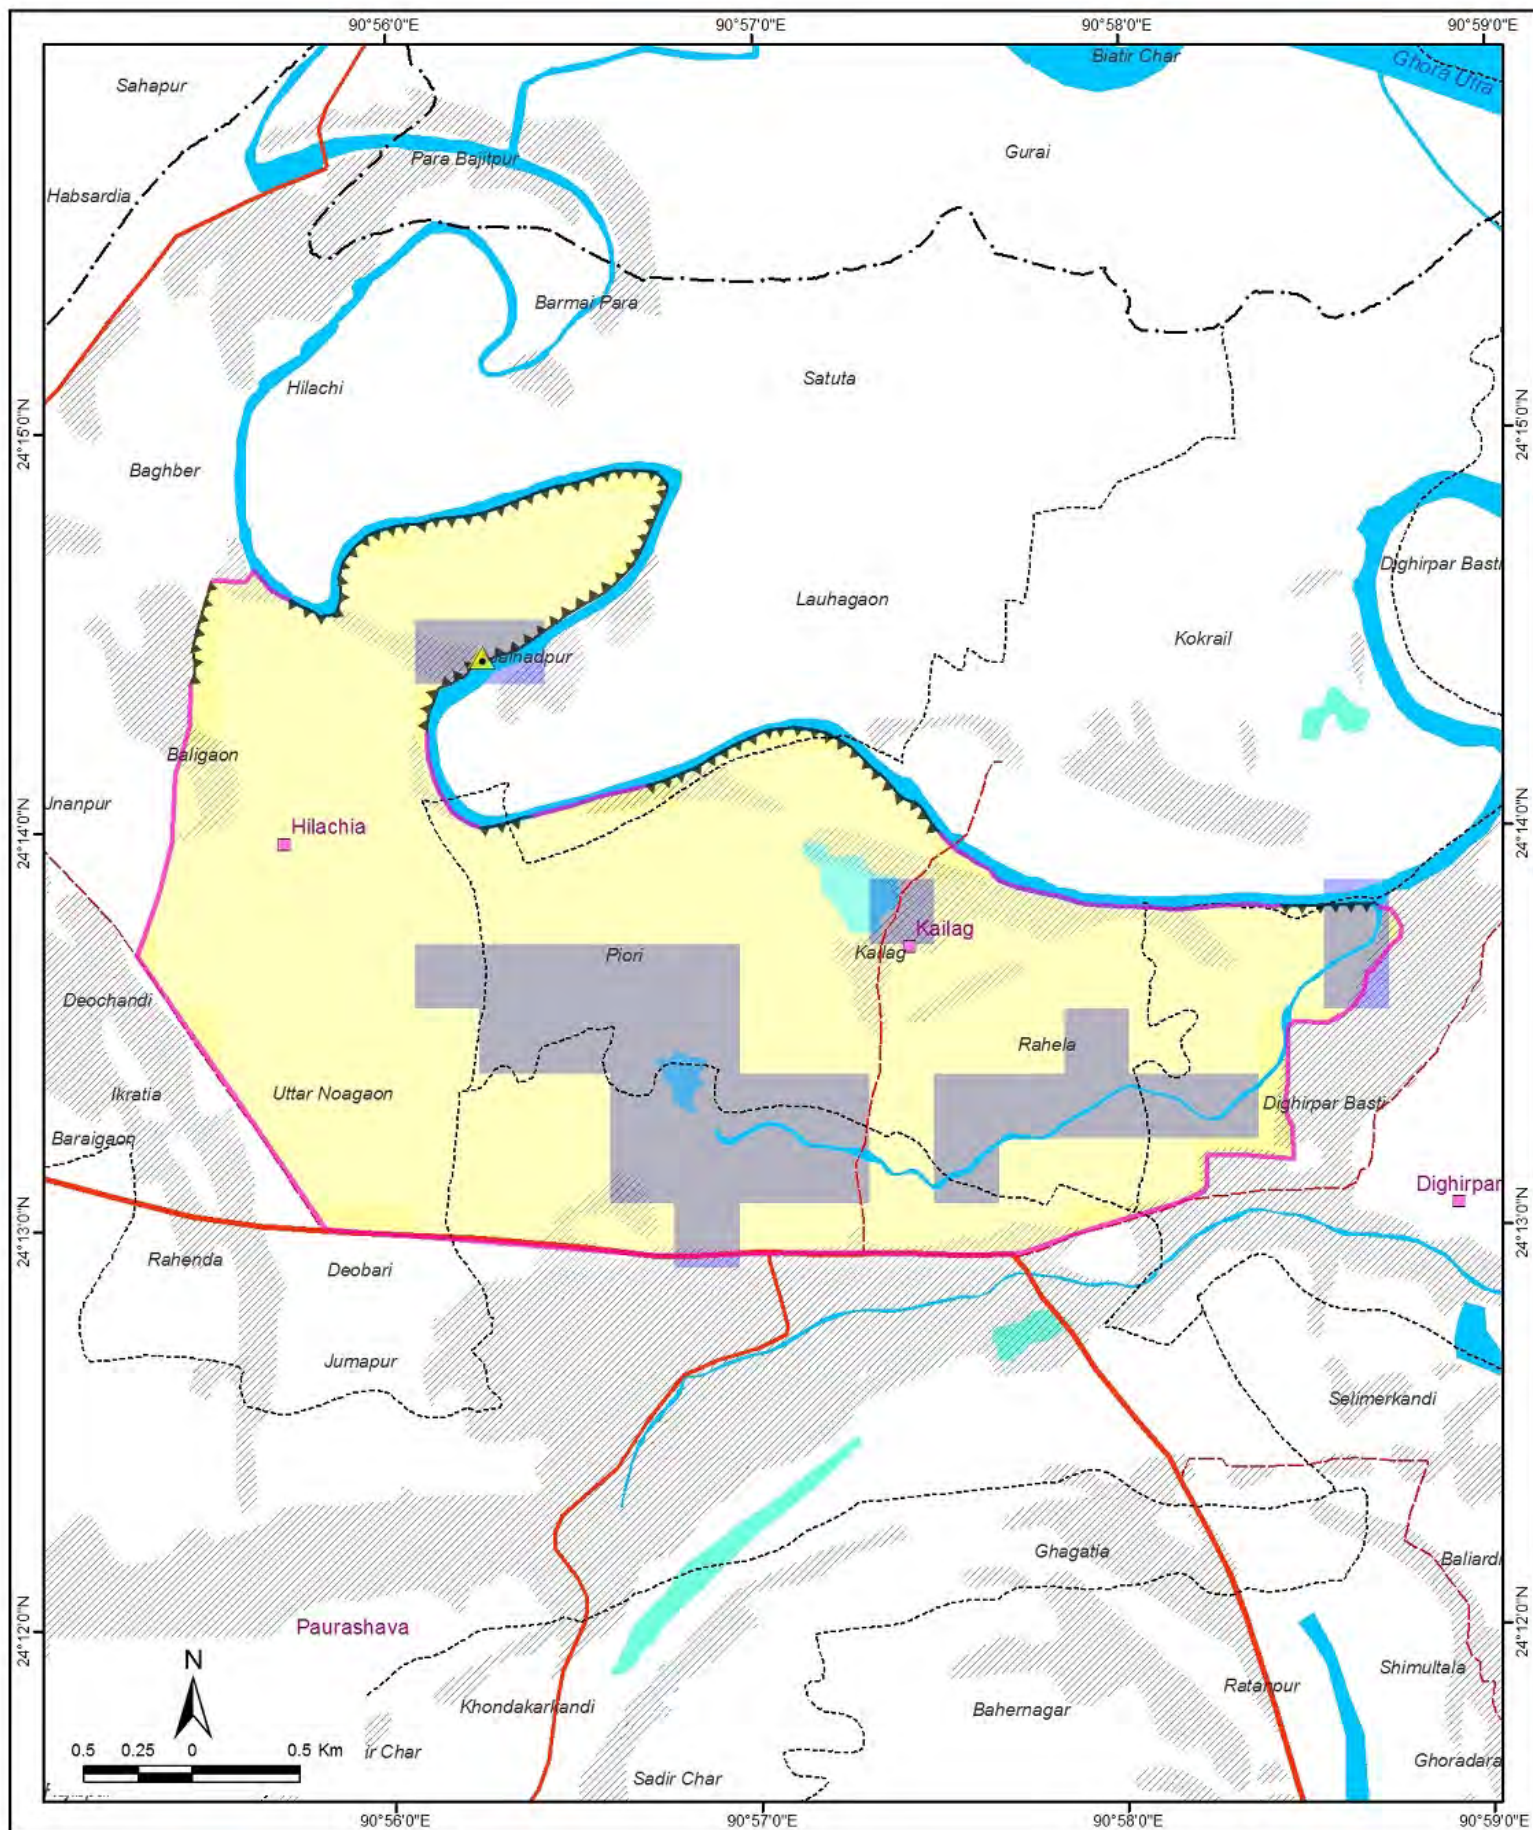 90°56'0"E
90°57'0"E
90°58'0"E
90°59'0"E
Sahapur
Biatir Char
Ghora Utra
Para Bajitpur
Gurai
Habsardia
Barmai Para
Hilachi
Satuta
24°15'0"N
24°15'0"N
Baghber
Dighirpar Basti
Lauhagaon
Kokrail
Baligaon
Jnanpur
24°14'0"N
24°14'0"N
Hilachia
Kailag
Kailag
Piori
Deochandi
Rahela
Ikratia
Uttar Noagaon
Dighirpar Basti
Baraigaon
Dighirpar
24°13'0"N
24°13'0"N
Rahenda
Deobari
Jumapur
Selimerkandi
Ghagatia
Baliardi
24°12'0"N
24°12'0"N
Paurashava
N
Shimultala
Ratanpur
Khondakarkandi
Bahernagar
0.5 0.25 0 0.5 Km
ir Char
Ghoradara
Sadir Char
90°56'0"E
90°57'0"E
90°58'0"E
90°59'0"E